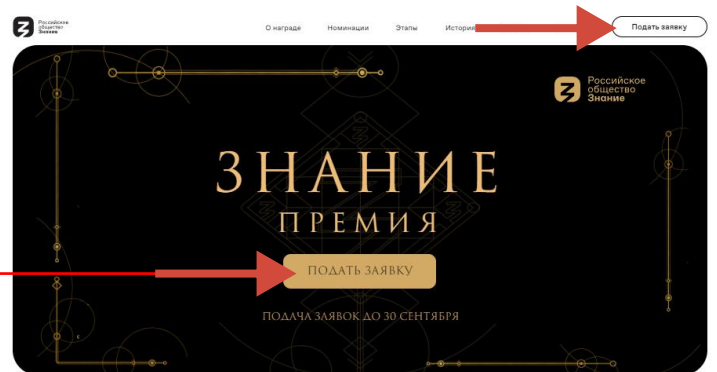 Российское
общество
Знание
О награде Номинации Этапы История
Подать заявку
Российское
общество
Знание
ЗНАНИЕ
ПРЕМИЯ
ПОДАТЬ ЗАЯВКУ
ПОДАЧА ЗАЯВОК ДО 30 СЕНТЯБРЯ